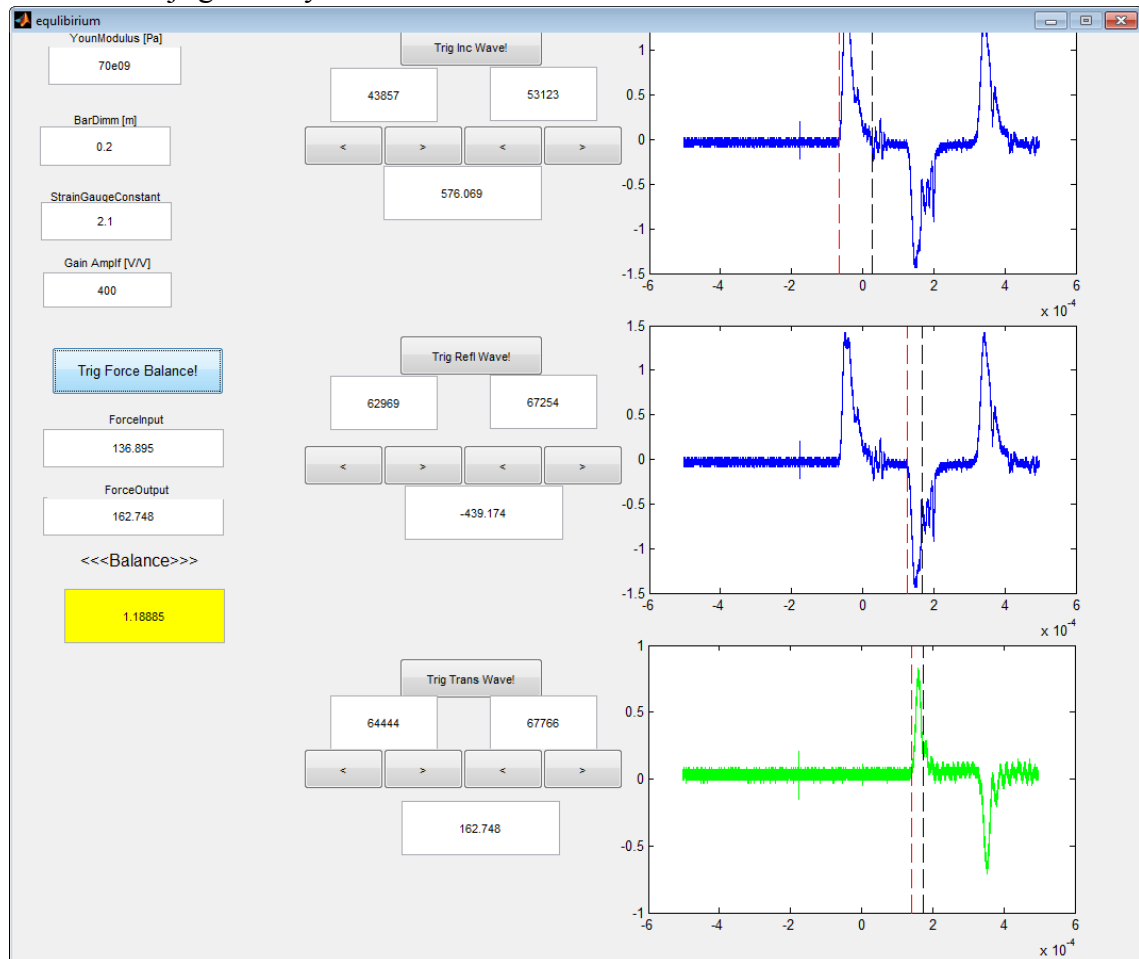 equlibirium
YounModulus [Pa]
70e09
BarDimm [m]
0.2
StrainGaugeConstant
2.1
Gain Amplf [V/V]
400
Trig Force Balance!
ForceInput
136.895
ForceOutput
162.748
<<<Balance>>>
1.18885
Trig Inc Wave!
43857 53123
< > < >
576.069
Trig Refl Wave!
62969 67254
< > < >
-439.174
Trig Trans Wave!
64444 67766
< > < >
162.748
1
0.5
0
-0.5
-1
-1.5
-6 -4 -2 0 2 4 6
x 10-4
1.5
1
0.5
0
-0.5
-1
-1.5
-6 -4 -2 0 2 4 6
x 10-4
1
0.5
0
-0.5
-1
-6 -4 -2 0 2 4 6
x 10-4